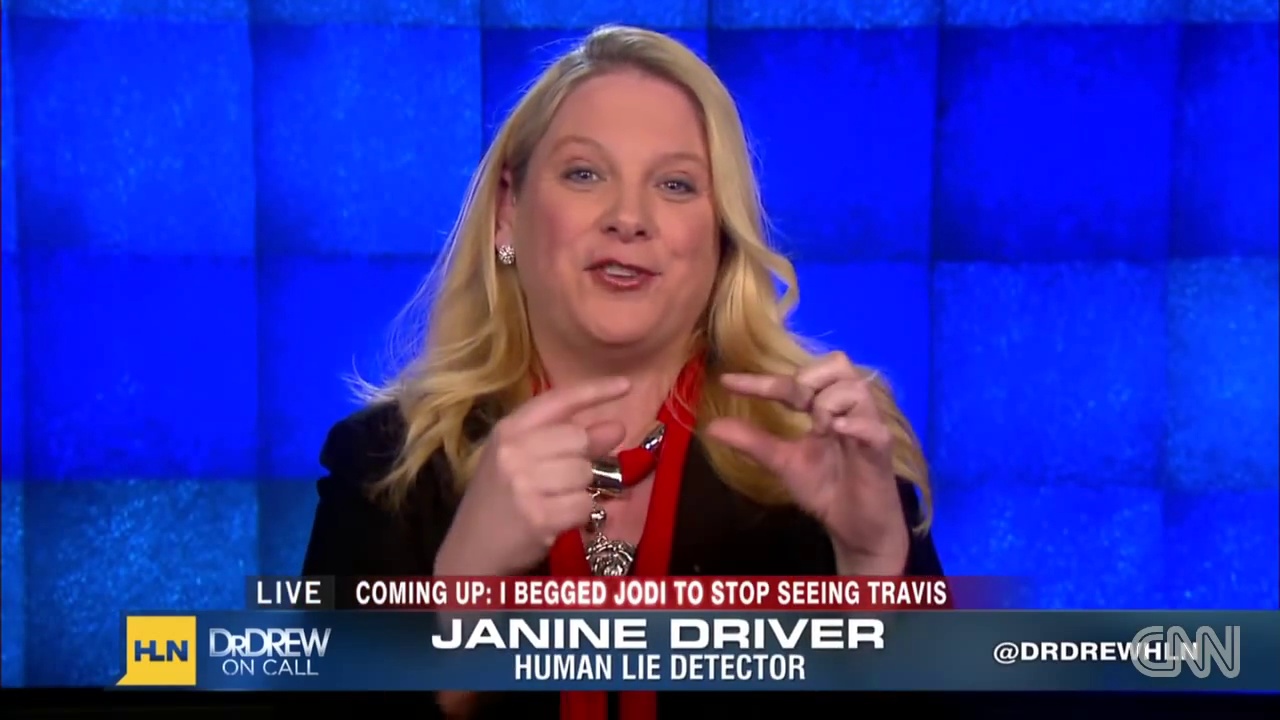 LIVE COMING UP: I BEGGED JODI TO STOP SEEING TRAVIS
HLN DRDREW ON CALL
JANINE DRIVER
HUMAN LIE DETECTOR
@DRDREWHLN
CNN